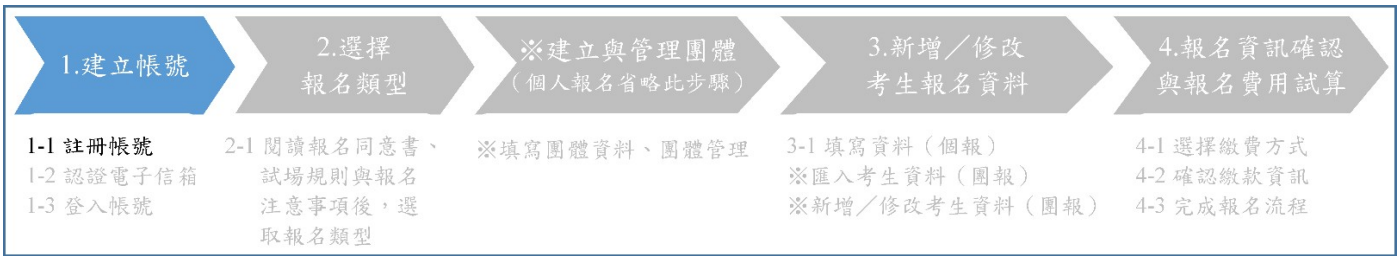 1.建立帳號
2.選擇
報名類型
※建立與管理團體
（個人報名省略此步驟）
3.新增／修改
考生報名資料
4.報名資訊確認
與報名費用試算
1-1 註冊帳號
1-2 認證電子信箱
1-3 登入帳號
2-1 閱讀報名同意書、
試場規則與報名
注意事項後，選
取報名類型
※填寫團體資料、團體管理
3-1 填寫資料（個報）
※匯入考生資料（團報）
※新增／修改考生資料（團報）
4-1 選擇繳費方式
4-2 確認繳款資訊
4-3 完成報名流程